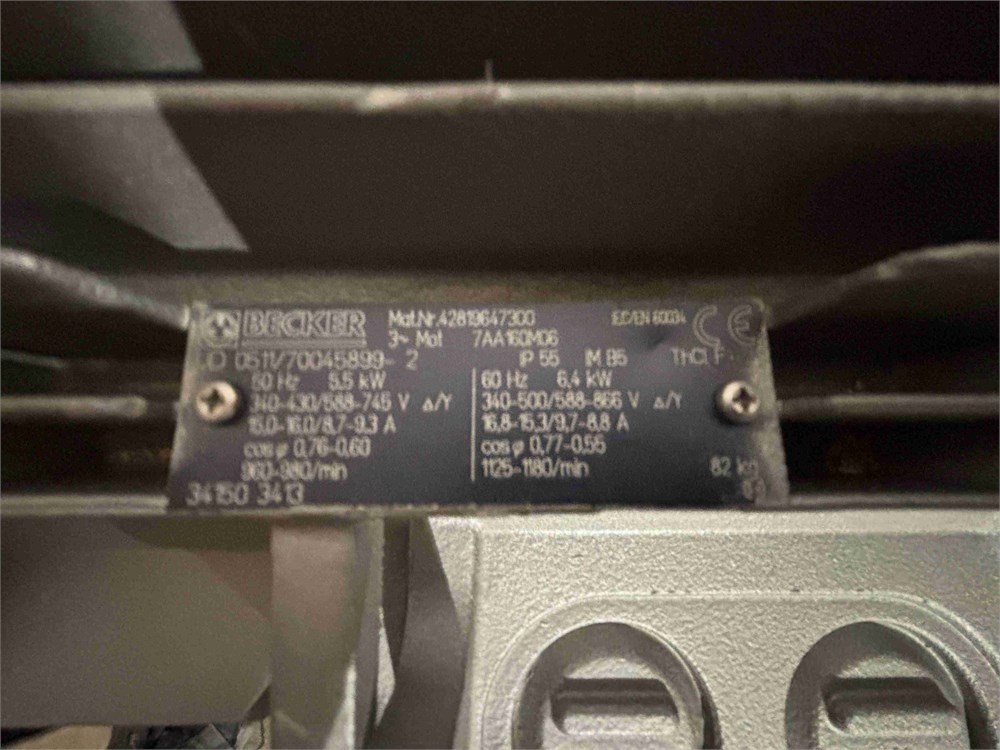 BECKER Mat.Nr.42819647300 IEC/EN 60034 CE
3~ Mot 7AA160M06
0511/70045899- 2 IP 55 IM B5 Th.Cl. F
50 Hz 5,5 kW
340-430/588-745 V △/Y
15,0-16,0/8,7-9,3 A
cos φ 0,76-0,60
960-980/min
60 Hz 6,4 kW
340-500/588-866 V △/Y
16,8-15,3/9,7-8,8 A
cos φ 0,77-0,55
1125-1180/min
82 kg
34150 3413